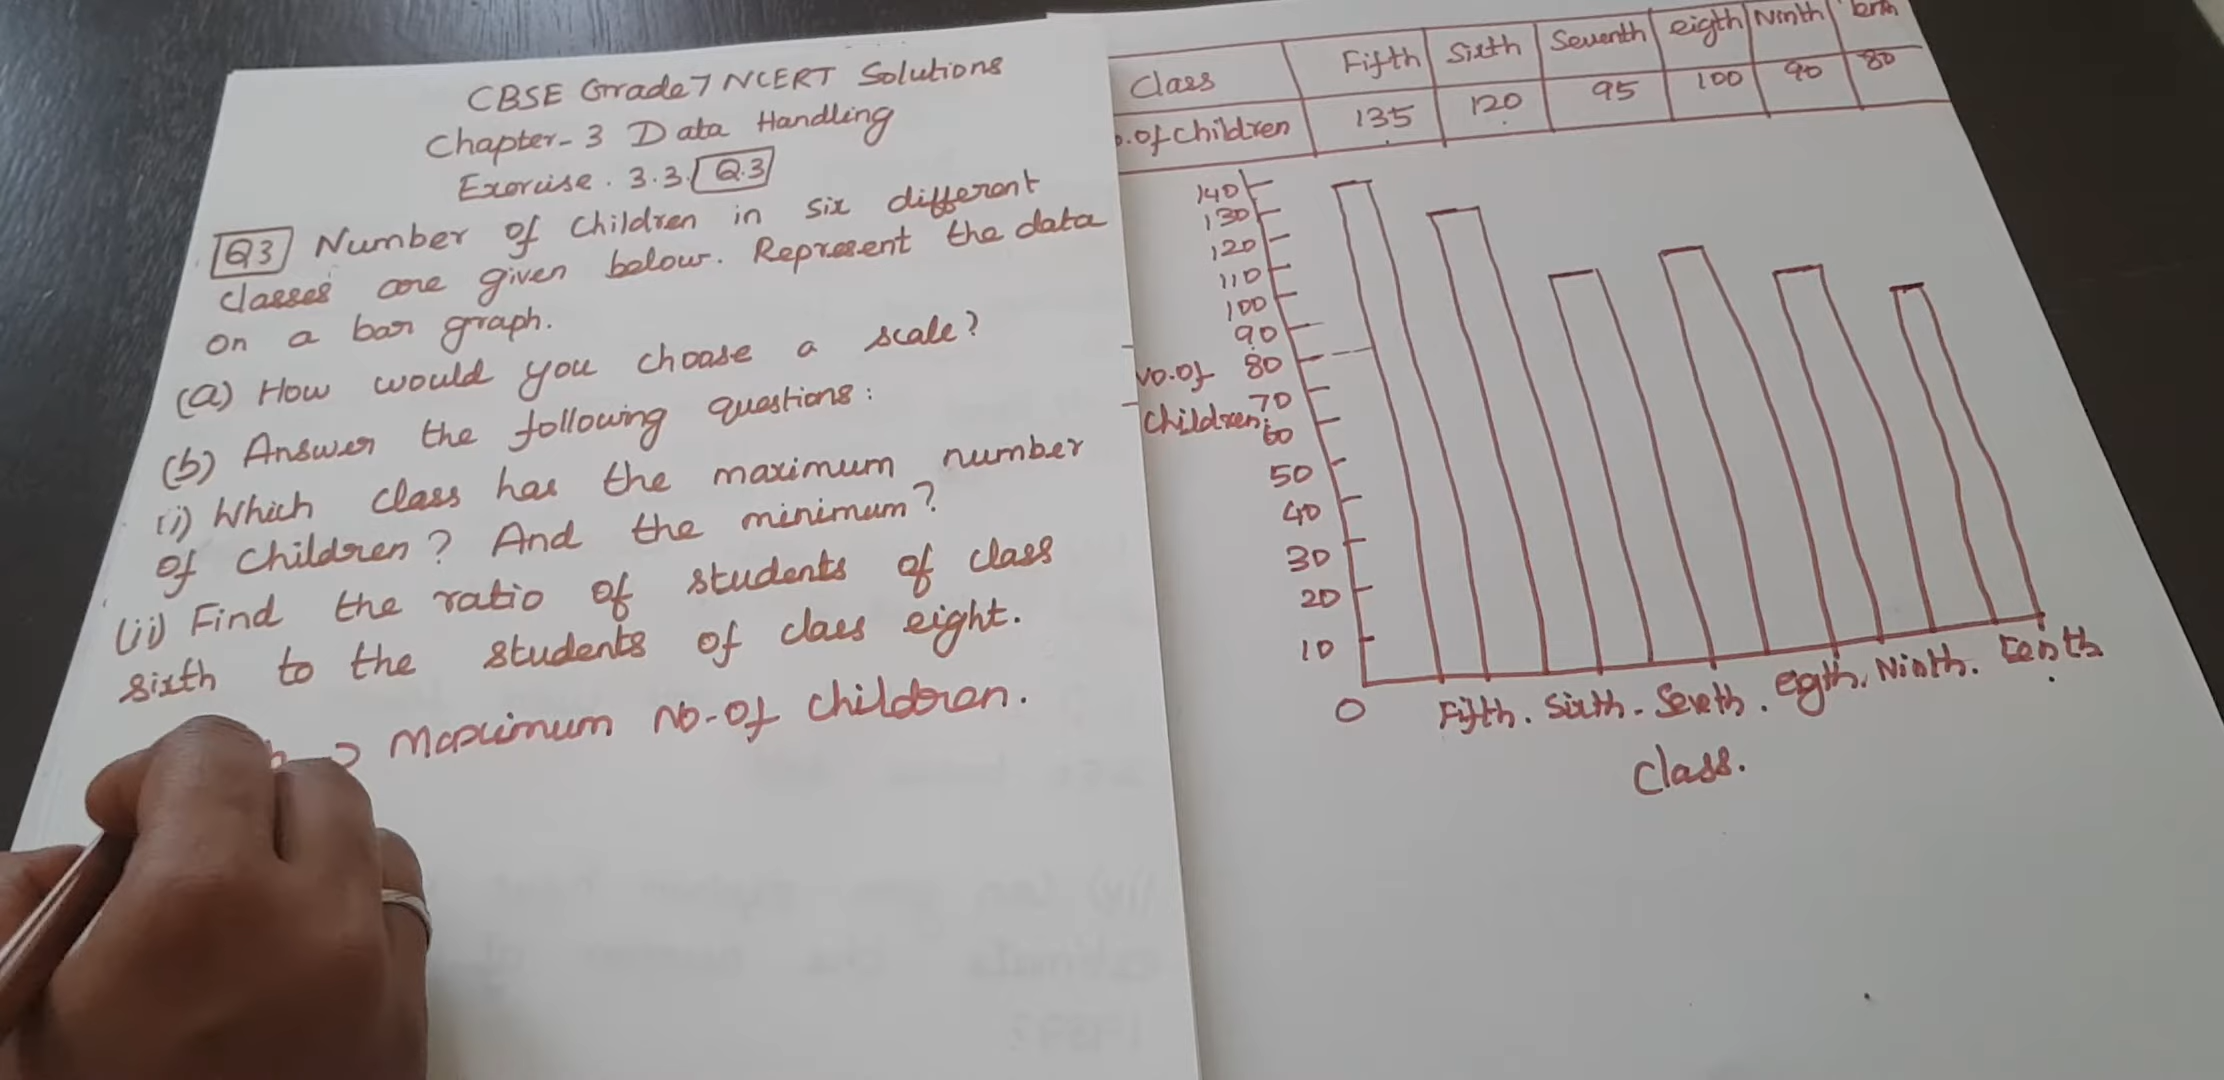 CBSE Grade 7 NCERT Solutions
Chapter-3 Data Handling
Exercise. 3.3. Q.3
Q3 Number of children in six different
classes are given below. Represent the data
on a bar graph.
(a) How would you choose a scale?
(b) Answer the following questions:
(i) Which class has the maximum number
of children? And the minimum?
(ii) Find the ratio of students of class
sixth to the students of class eight.
Maximum No-of children.
Class Fifth Sixth Seventh eigth Ninth
.of children 135 120 95 100 90 80
140
130
120
110
100
90
80
70
60
50
40
30
20
10
0
No.of
children
Fifth. Sixth- Seveth. eigth. Ninth. tenth
Class.